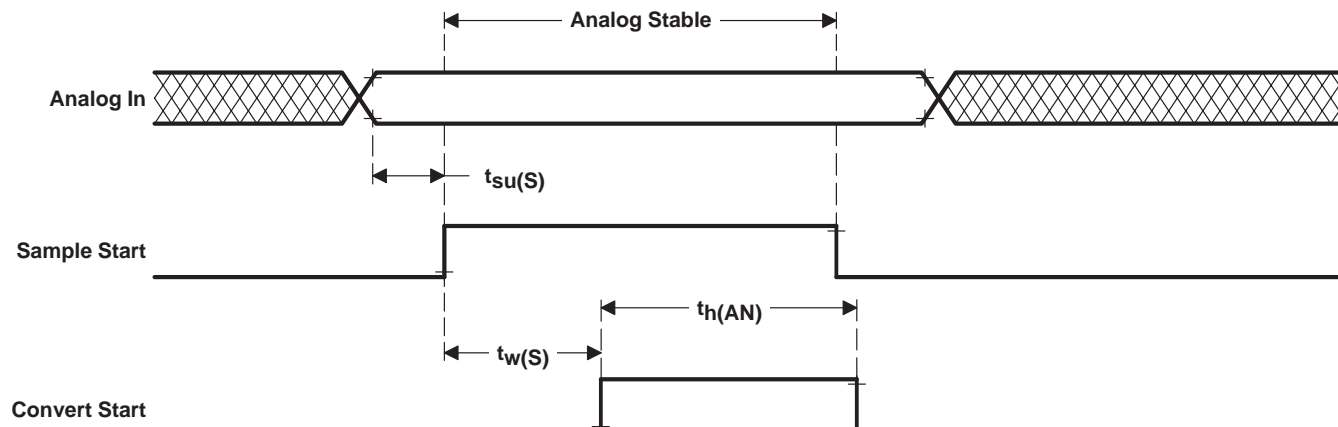 Analog Stable
Analog In
tsu(S)
Sample Start
th(AN)
tw(S)
Convert Start